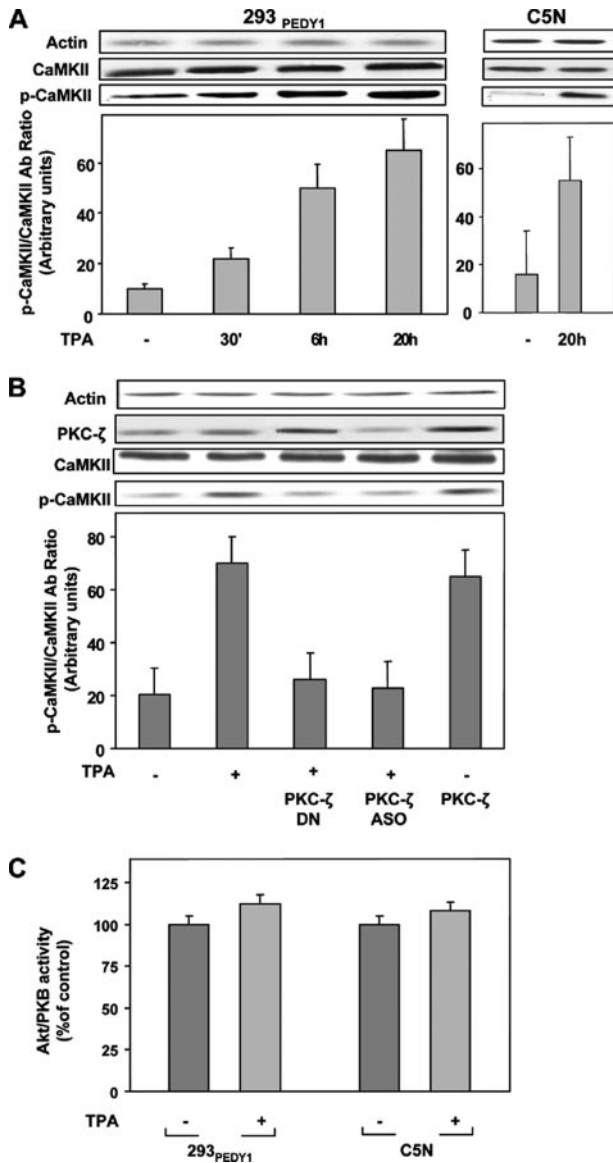 A
293 PEDY1
C5N
Actin
CaMKII
p-CaMKII
p-CaMKII/CaMKII Ab Ratio
(Arbitrary units)
60
40
20
0
60
40
20
0
TPA - 30' 6h 20h - 20h
B
Actin
PKC-ζ
CaMKII
p-CaMKII
p-CaMKII/CaMKII Ab Ratio
(Arbitrary units)
80
60
40
20
0
TPA - + + + -
PKC-ζ PKC-ζ PKC-ζ
DN ASO
C
Akt/PKB activity
(%of control)
125
100
75
50
25
0
TPA - + - +
293PEDY1 C5N